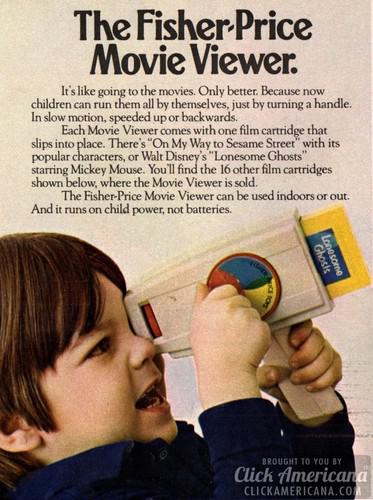 The Fisher-Price
Movie Viewer.
It's like going to the movies. Only better. Because now
children can run them all by themselves, just by turning a handle.
In slow motion, speeded up or backwards.
Each Movie Viewer comes with one film cartridge that
slips into place. There's "On My Way to Sesame Street" with its
popular characters, or Walt Disney's "Lonesome Ghosts"
starring Mickey Mouse. You'll find the 16 other film cartridges
shown below, where the Movie Viewer is sold.
The Fisher-Price Movie Viewer can be used indoors or out.
And it runs on child power, not batteries.
Lonesome
Ghosts
FISHER PRICE TOYS
BROUGHT TO YOU BY
Click Americana
CLICKAMERICANA.COM